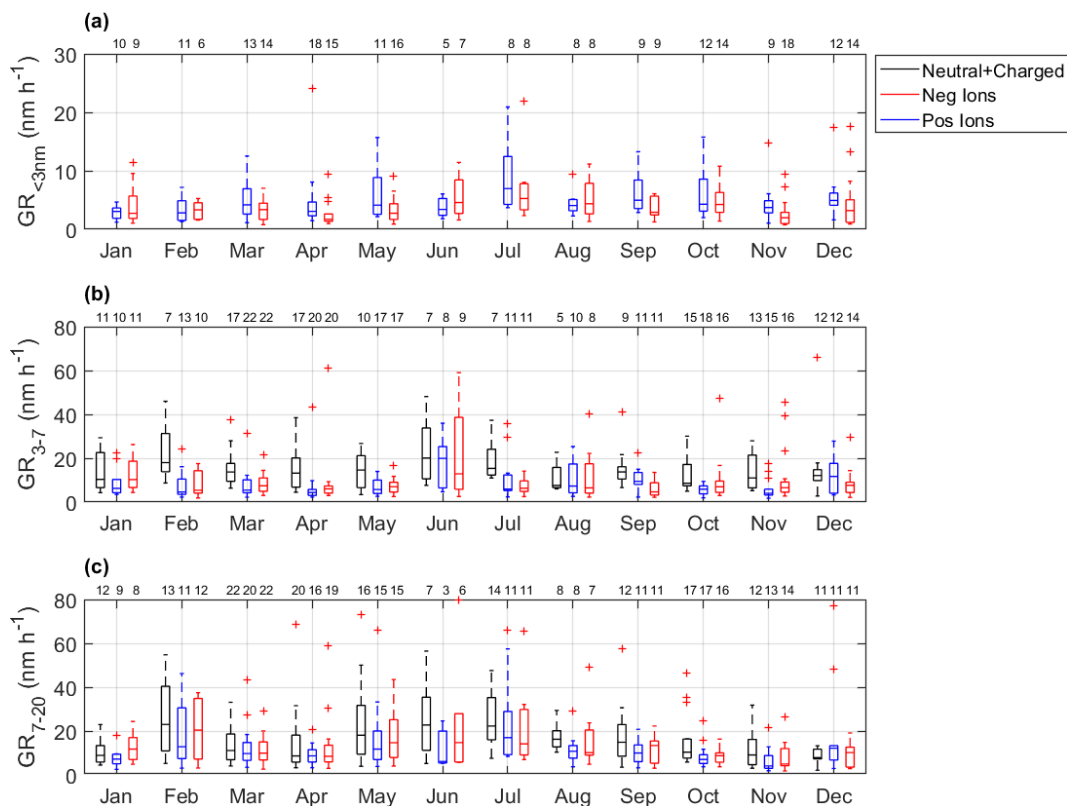 (a)
10 9 11 6 13 14 18 15 11 16 5 7 8 8 8 8 9 9 12 14 9 18 12 14
30
20
10
0
GR<3nm (nm h-1)
Jan Feb Mar Apr May Jun Jul Aug Sep Oct Nov Dec
Neutral+Charged
Neg Ions
Pos Ions
(b)
11 10 11 7 13 10 17 22 22 17 20 20 10 17 17 7 8 9 7 11 11 5 10 8 9 11 11 15 18 16 13 15 16 12 12 14
80
60
40
20
0
GR3-7 (nm h-1)
Jan Feb Mar Apr May Jun Jul Aug Sep Oct Nov Dec
(c)
12 9 8 13 11 12 22 20 22 20 16 19 16 15 15 7 3 6 14 11 11 8 8 7 12 11 11 17 17 16 12 13 14 11 11 11
80
60
40
20
0
GR7-20 (nm h-1)
Jan Feb Mar Apr May Jun Jul Aug Sep Oct Nov Dec